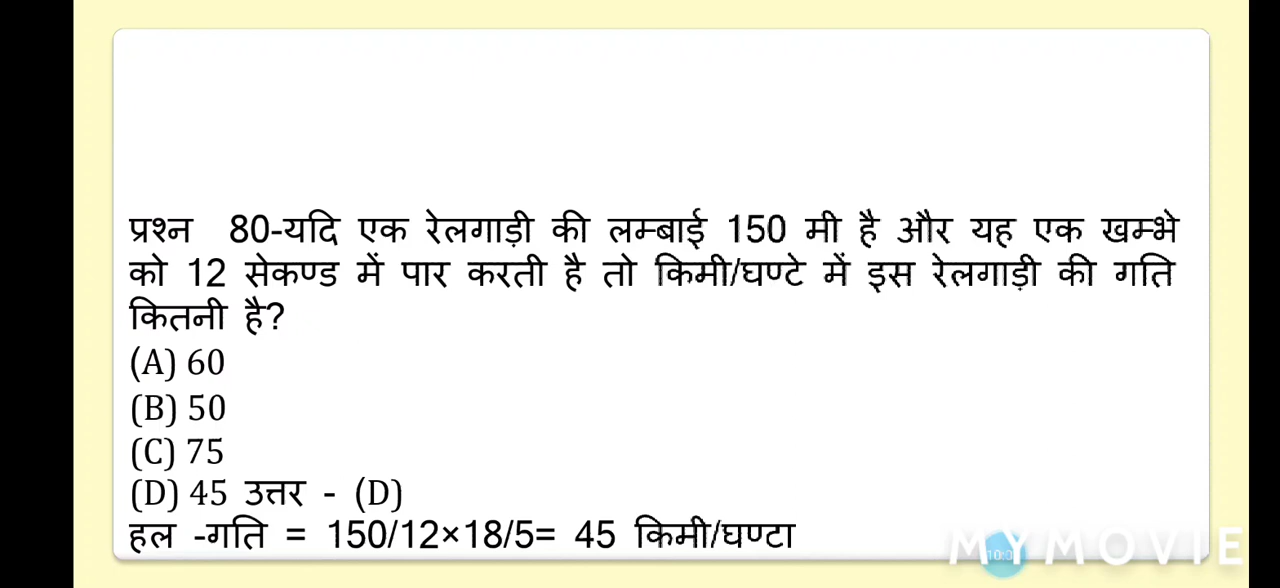 प्रश्न 80-यदि एक रेलगाड़ी की लम्बाई 150 मी है और यह एक खम्भे
को 12 सेकण्ड में पार करती है तो किमी/घण्टे में इस रेलगाड़ी की गति
कितनी है?
(A) 60
(B) 50
(C) 75
(D) 45 उत्तर - (D)
हल -गति = 150/12×18/5= 45 किमी/घण्टा
MYMOVIE